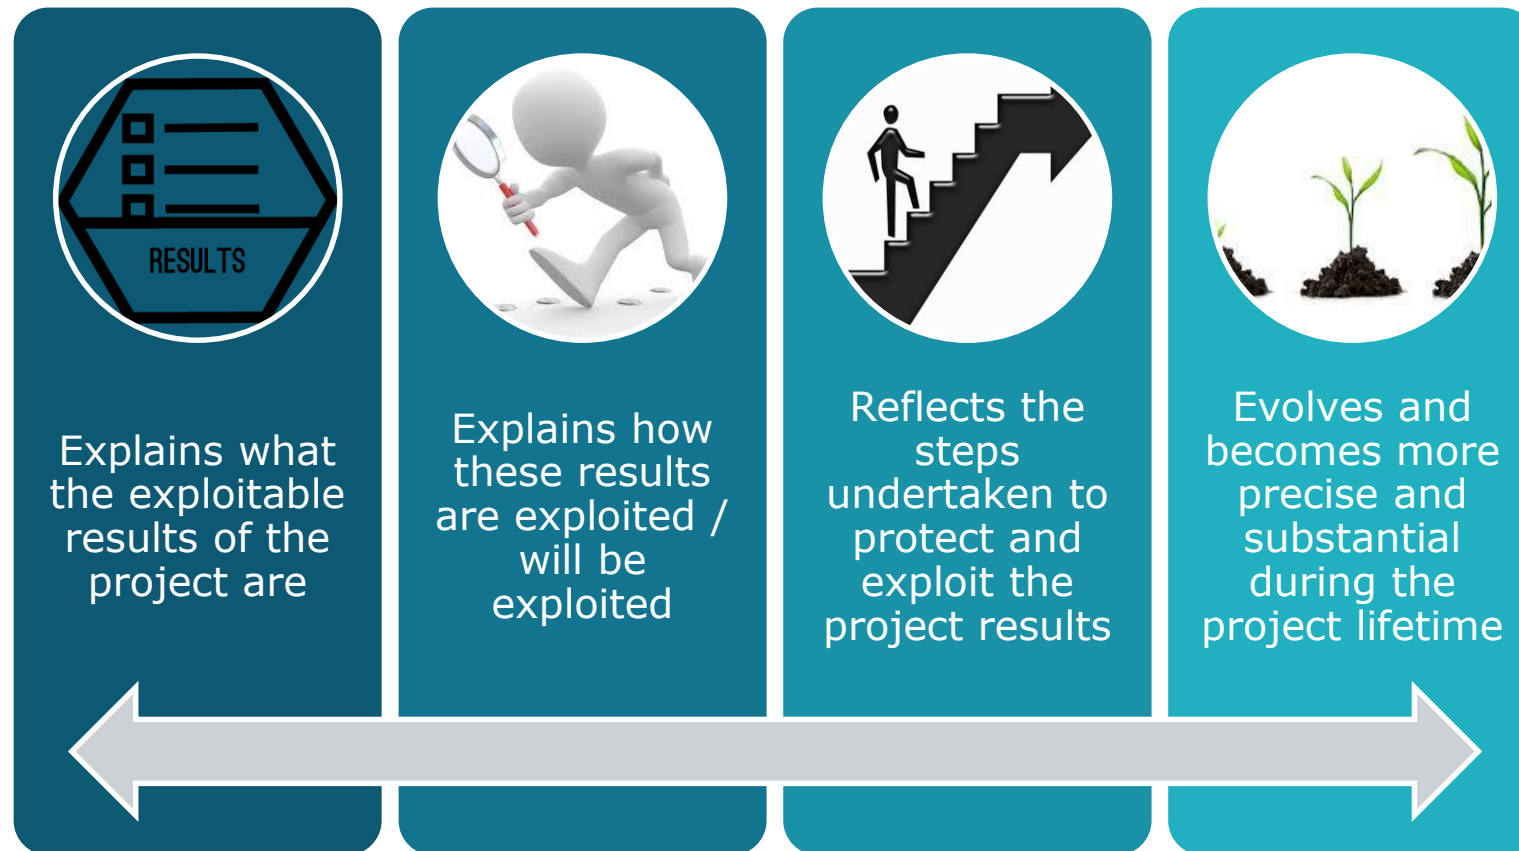 RESULTS
Explains what
the exploitable
results of the
project are
Explains how
these results
are exploited /
will be
exploited
Reflects the
steps
undertaken to
protect and
exploit the
project results
Evolves and
becomes more
precise and
substantial
during the
project lifetime